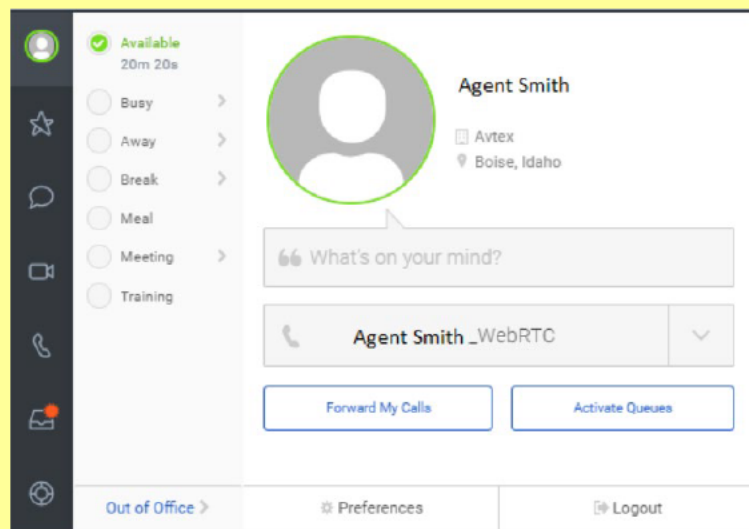 Available
20m 20s
Busy
Away
Break
Meal
Meeting
Training
Out of Office
Agent Smith
Avtex
Boise, Idaho
What's on your mind?
Agent Smith _WebRTC
Forward My Calls
Activate Queues
Preferences
Logout